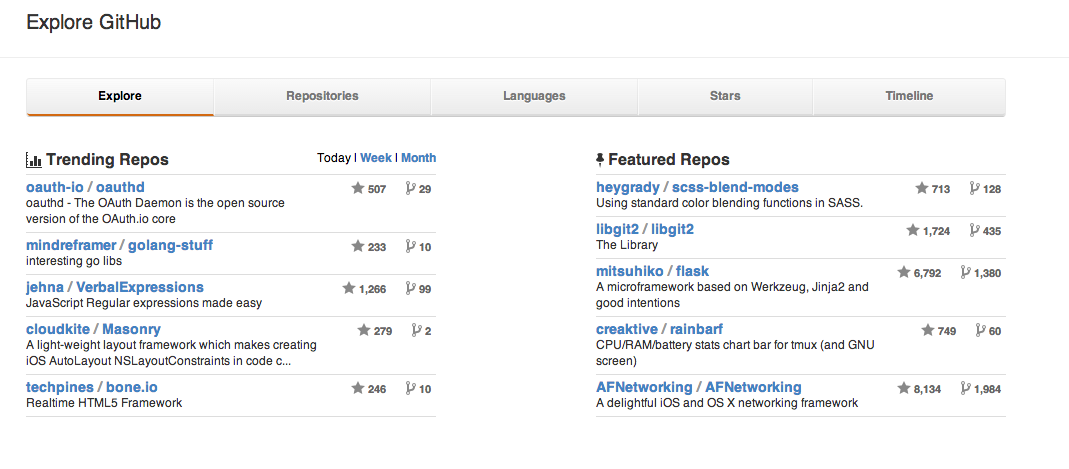 Explore GitHub
Explore Repositories Languages Stars Timeline
Trending Repos Today | Week | Month
oauth-io / oauthd 507 29
oauthd - The OAuth Daemon is the open source
version of the OAuth.io core
mindreframer / golang-stuff 233 10
interesting go libs
jehna / VerbalExpressions 1,266 99
JavaScript Regular expressions made easy
cloudkite / Masonry 279 2
A light-weight layout framework which makes creating
iOS AutoLayout NSLayoutConstraints in code c...
techpines / bone.io 246 10
Realtime HTML5 Framework
Featured Repos
heygrady / scss-blend-modes 713 128
Using standard color blending functions in SASS.
libgit2 / libgit2 1,724 435
The Library
mitsuhiko / flask 6,792 1,380
A microframework based on Werkzeug, Jinja2 and
good intentions
creaktive / rainbarf 749 60
CPU/RAM/battery stats chart bar for tmux (and GNU
screen)
AFNetworking / AFNetworking 8,134 1,984
A delightful iOS and OS X networking framework